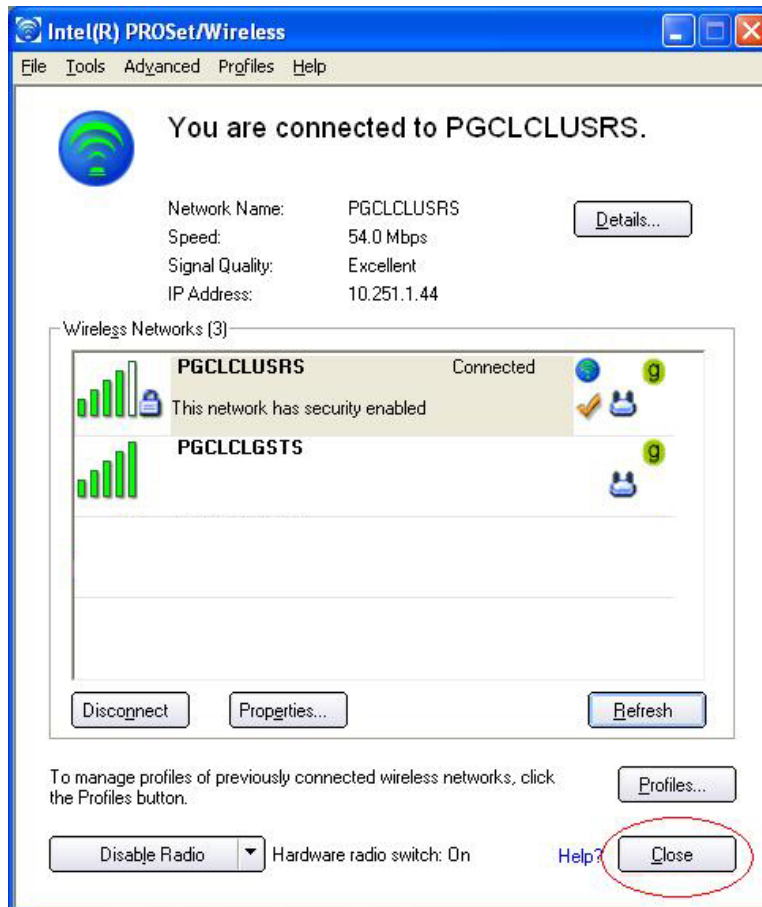 Intel(R) PROSet/Wireless
File Tools Advanced Profiles Help
You are connected to PGCLCLUSRS.
Network Name: PGCLCLUSRS
Details...
Speed: 54.0 Mbps
Signal Quality: Excellent
IP Address: 10.251.1.44
Wireless Networks (3)
PGCLCLUSRS Connected g
This network has security enabled
PGCLCLGSTS g
Disconnect Properties... Refresh
To manage profiles of previously connected wireless networks, click
the Profiles button.
Profiles...
Disable Radio Hardware radio switch: On Help? Close